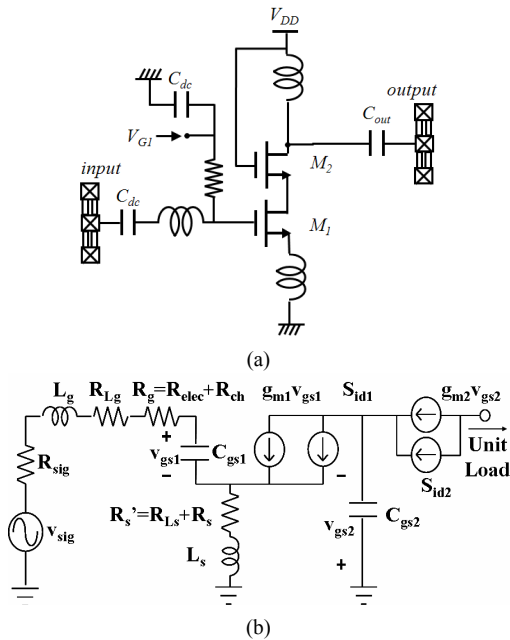 V_DD
C_dc
V_G1
input
C_dc
C_out
output
M_2
M_1
(a)
L_g R_Lg R_g=R_elec+R_ch g_m1v_gs1 S_id1 g_m2v_gs2
+
v_gs1 C_gs1
−
R_sig
−
S_id2
Unit
Load
R_s'=R_Ls+R_s
v_gs2 C_gs2
v_sig
L_s
+
(b)